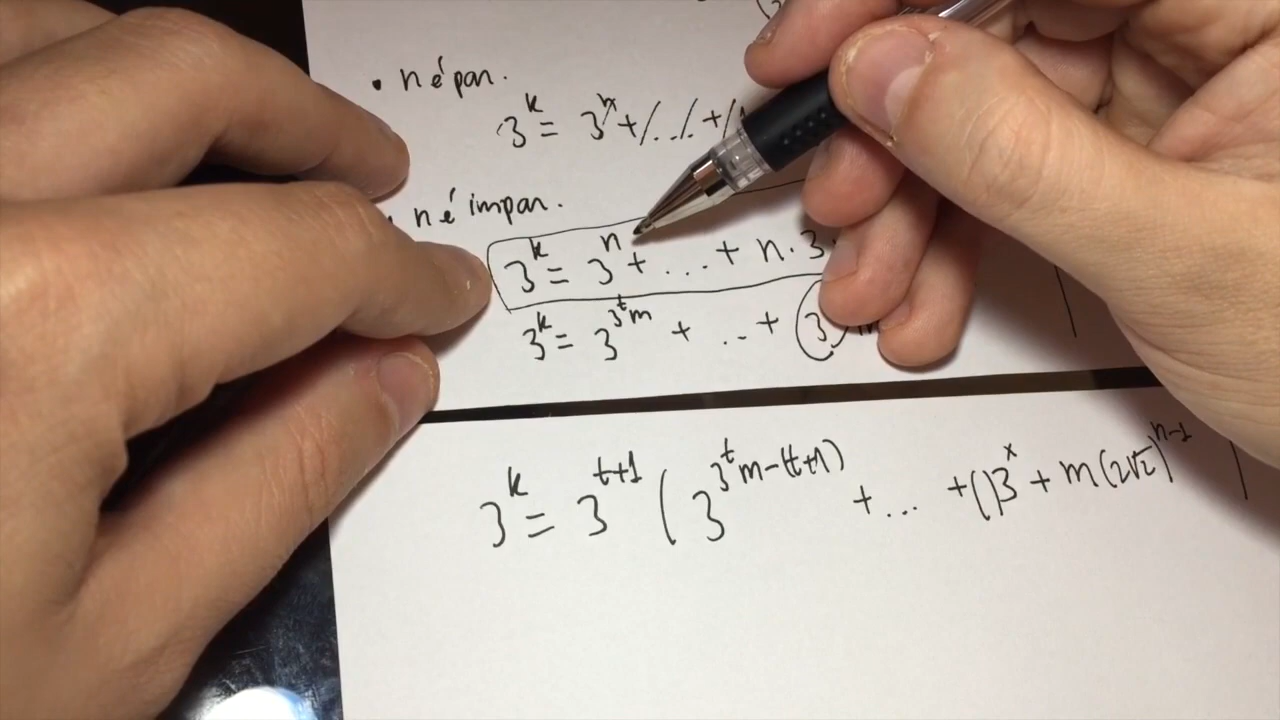 • n é par.
3^k = 3^n + /../ + /
n é impar.
3^k = 3^n + ... + n · 3
3^k = 3^{3^t m} + ... + 3
3^k = 3^{t+1} ( 3^{3^t m-(t+1)} + ... + ( )3^x + m(2√2)^{n-1}